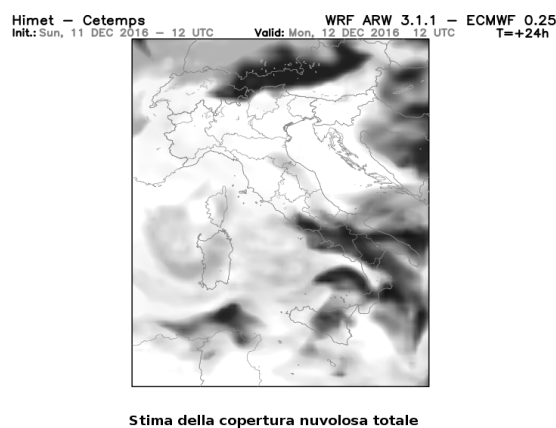 Himet − Cetemps WRF ARW 3.1.1 − ECMWF 0.25
Init.: Sun, 11 DEC 2016 − 12 UTC Valid: Mon, 12 DEC 2016 12 UTC T=+24h
Stima della copertura nuvolosa totale